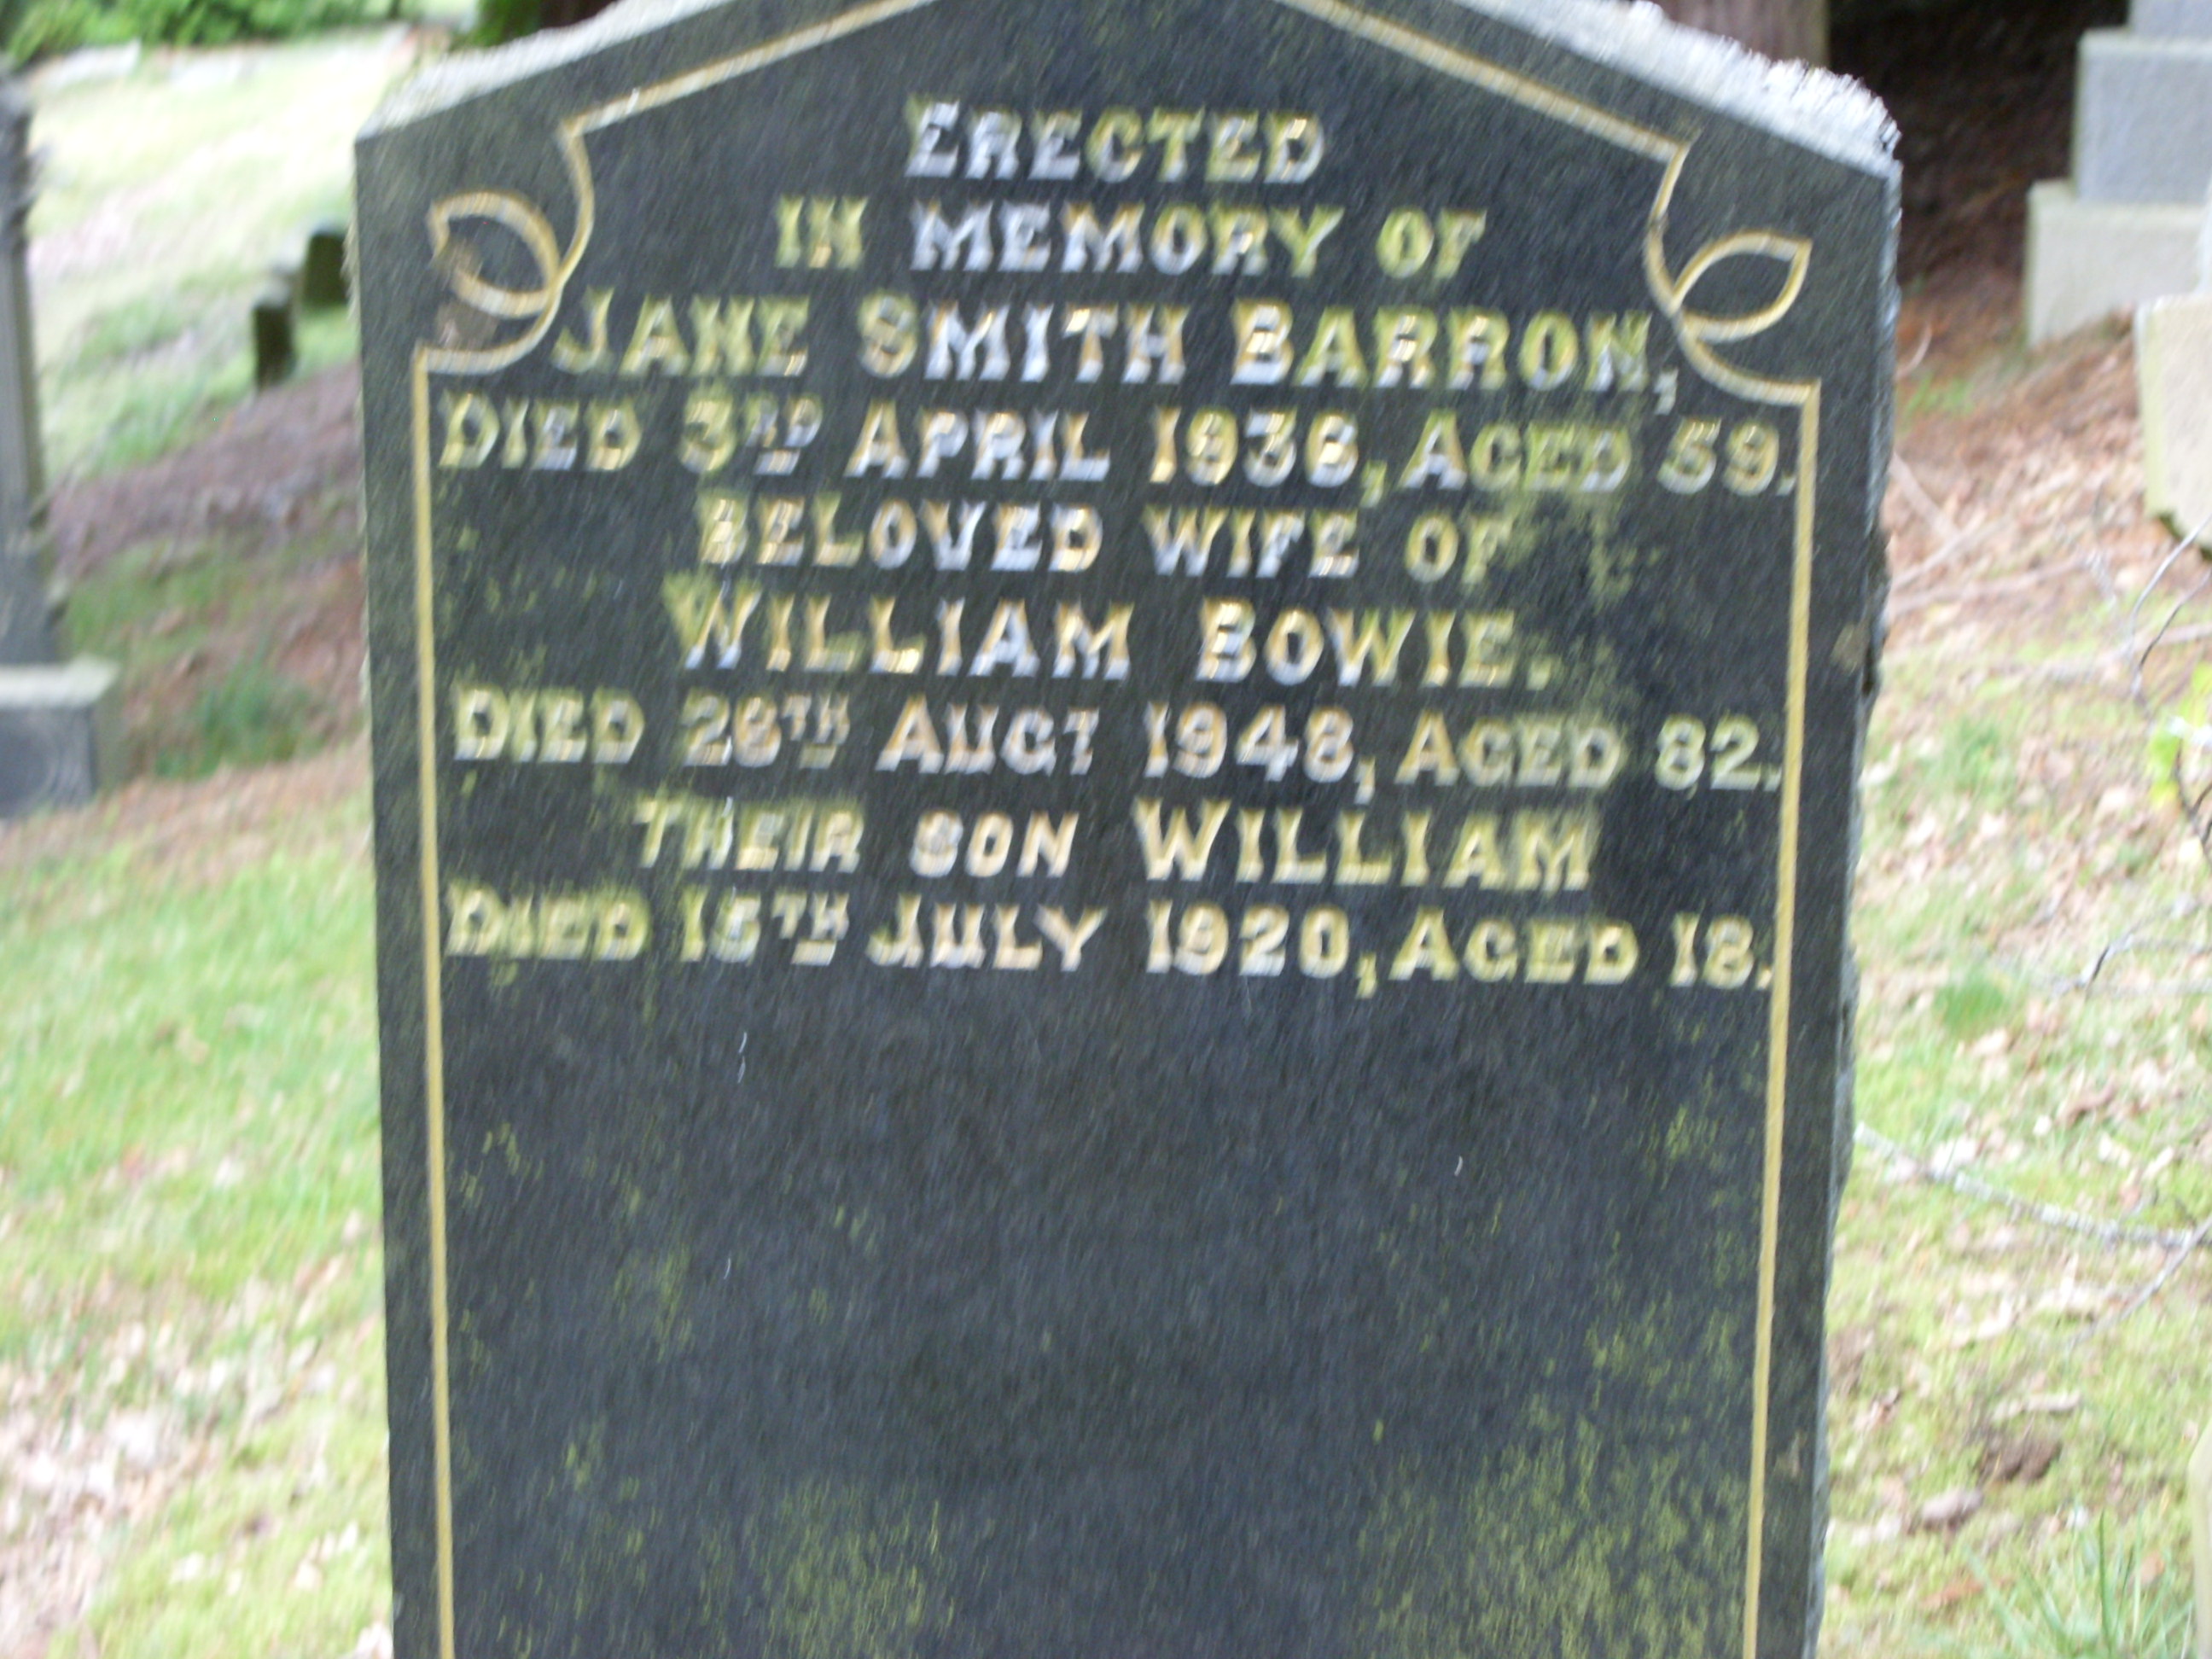 ERECTED
IN MEMORY OF
JANE SMITH BARRON,
DIED 3RD APRIL 1936, AGED 59.
BELOVED WIFE OF
WILLIAM BOWIE.
DIED 28TH AUGT 1948, AGED 82.
THEIR SON WILLIAM
DIED 15TH JULY 1920, AGED 18.